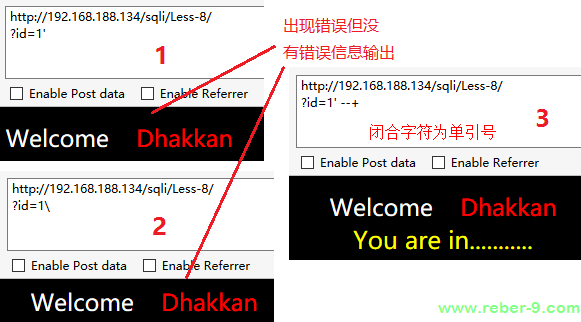 http://192.168.188.134/sqli/Less-8/
?id=1'
1
Enable Post data Enable Referrer
Welcome Dhakkan
出现错误但没
有错误信息输出
http://192.168.188.134/sqli/Less-8/
?id=1\
2
Enable Post data Enable Referrer
Welcome Dhakkan
http://192.168.188.134/sqli/Less-8/
?id=1' --+
3
闭合字符为单引号
Enable Post data Enable Referrer
Welcome Dhakkan
You are in...........
www.reber-9.com